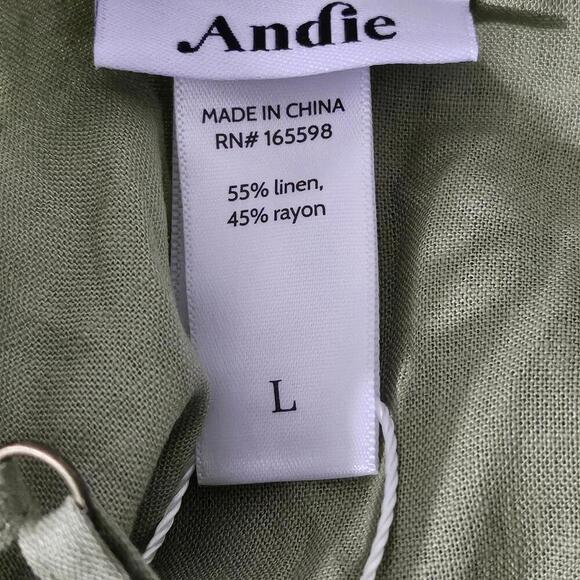 Andie
MADE IN CHINA
RN# 165598
55% linen,
45% rayon
L